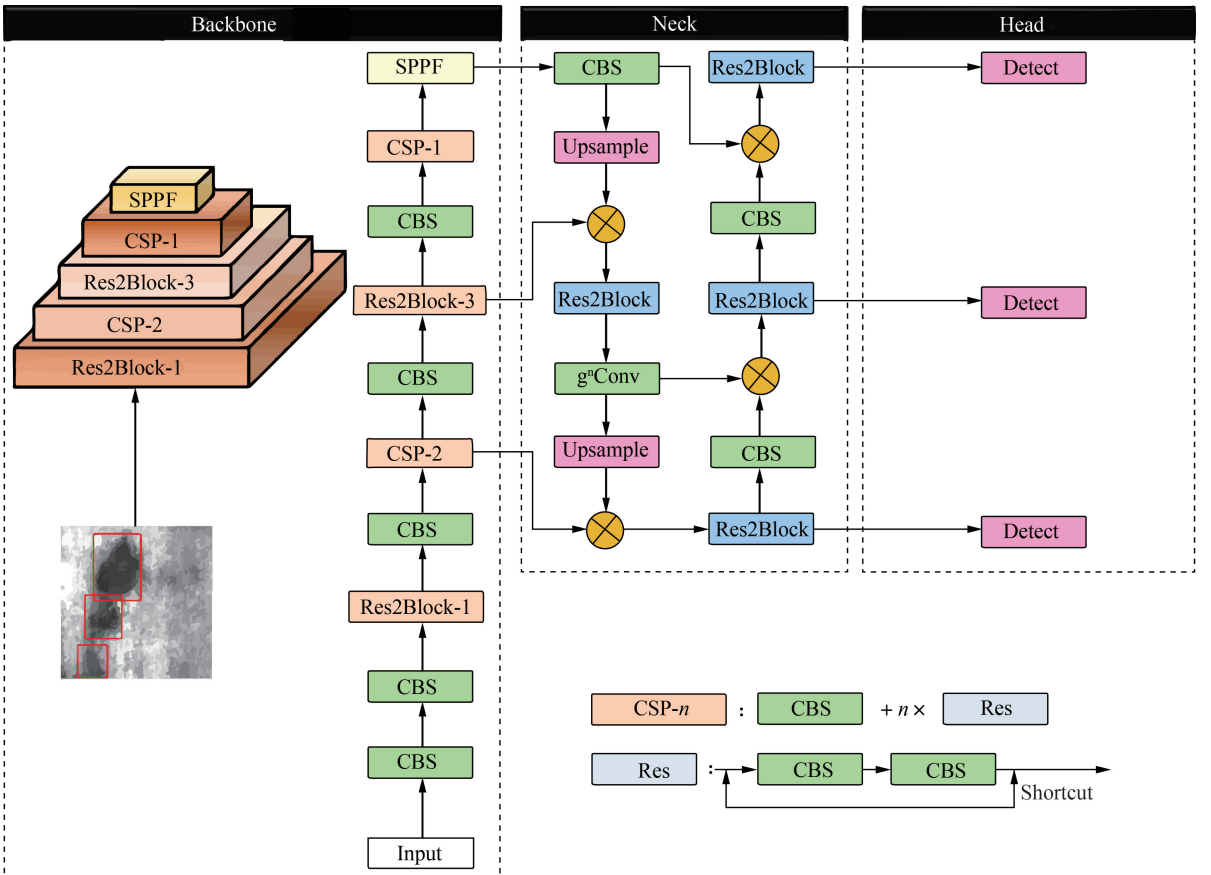 Backbone
Neck
Head
SPPF
CSP-1
Res2Block-3
CSP-2
Res2Block-1
SPPF
CSP-1
CBS
Res2Block-3
CBS
CSP-2
CBS
Res2Block-1
CBS
CBS
Input
CBS
Upsample
Res2Block
gⁿConv
Upsample
Res2Block
CBS
Res2Block
CBS
Res2Block
Detect
Detect
Detect
CSP-n : CBS + n × Res
Res : CBS CBS
Shortcut